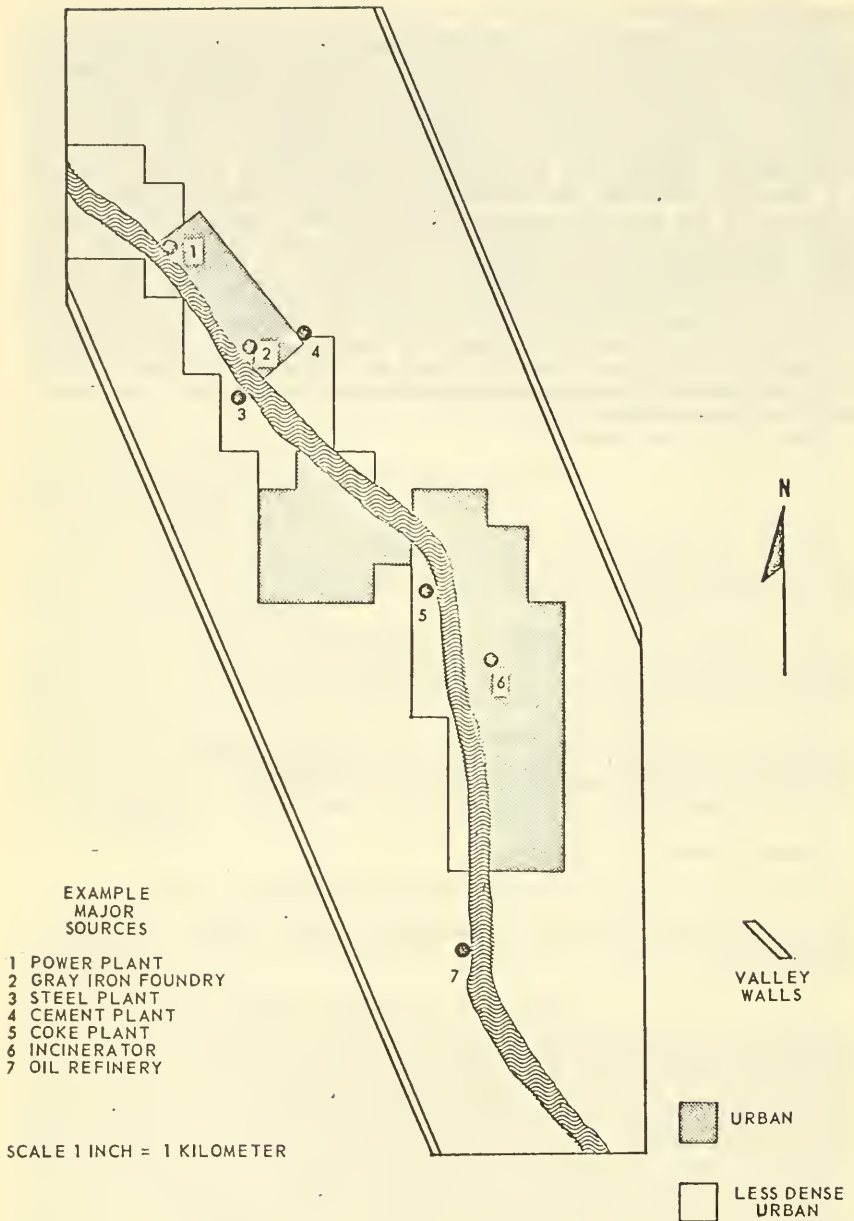 1
2
4
3
N
5
6
EXAMPLE
MAJOR
SOURCES
1 POWER PLANT
2 GRAY IRON FOUNDRY
3 STEEL PLANT
4 CEMENT PLANT
5 COKE PLANT
6 INCINERATOR
7 OIL REFINERY
7
VALLEY
WALLS
SCALE 1 INCH = 1 KILOMETER
URBAN
LESS DENSE
URBAN